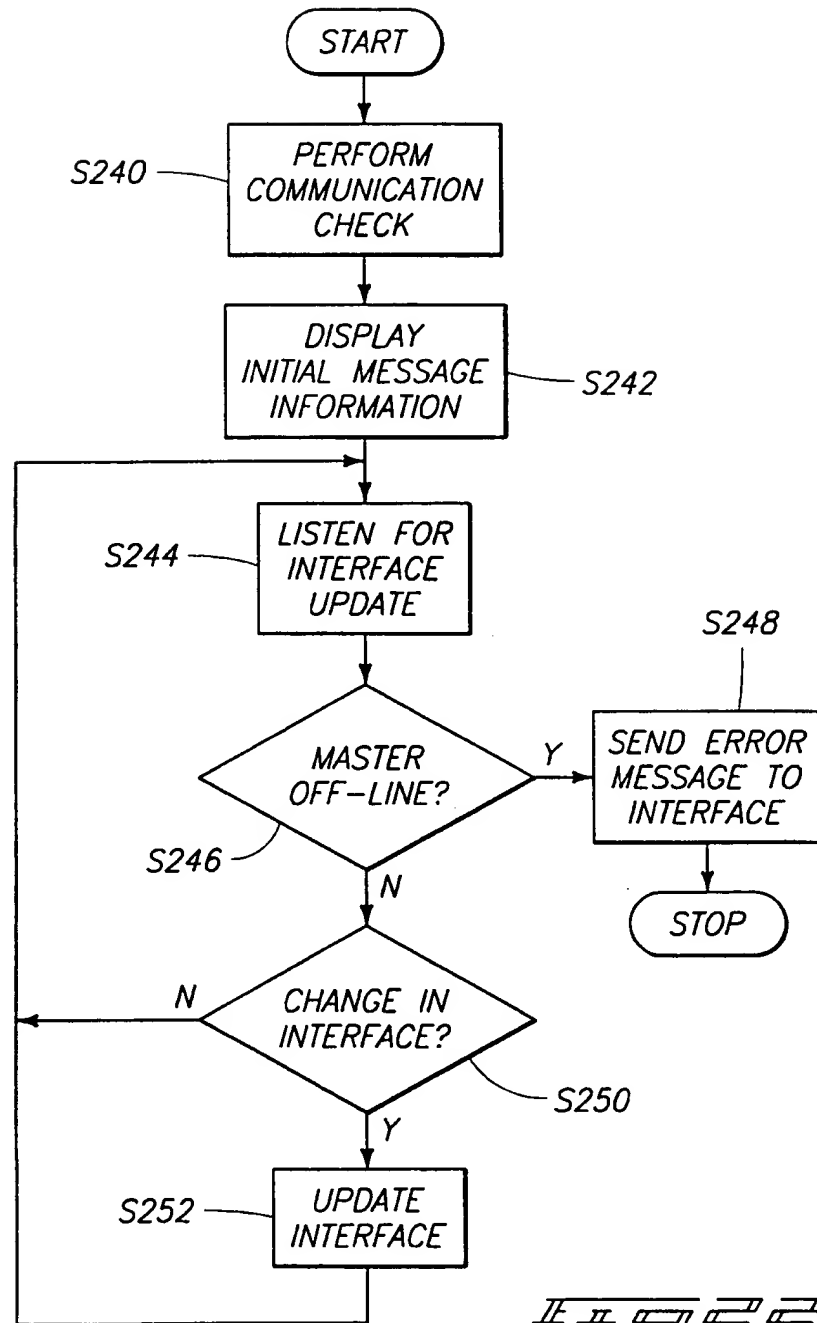 START
S240
PERFORM
COMMUNICATION
CHECK
DISPLAY
INITIAL MESSAGE
INFORMATION
S242
S244
LISTEN FOR
INTERFACE
UPDATE
S248
MASTER
OFF-LINE?
Y
SEND ERROR
MESSAGE TO
INTERFACE
S246
N
STOP
N
CHANGE IN
INTERFACE?
S250
Y
S252
UPDATE
INTERFACE